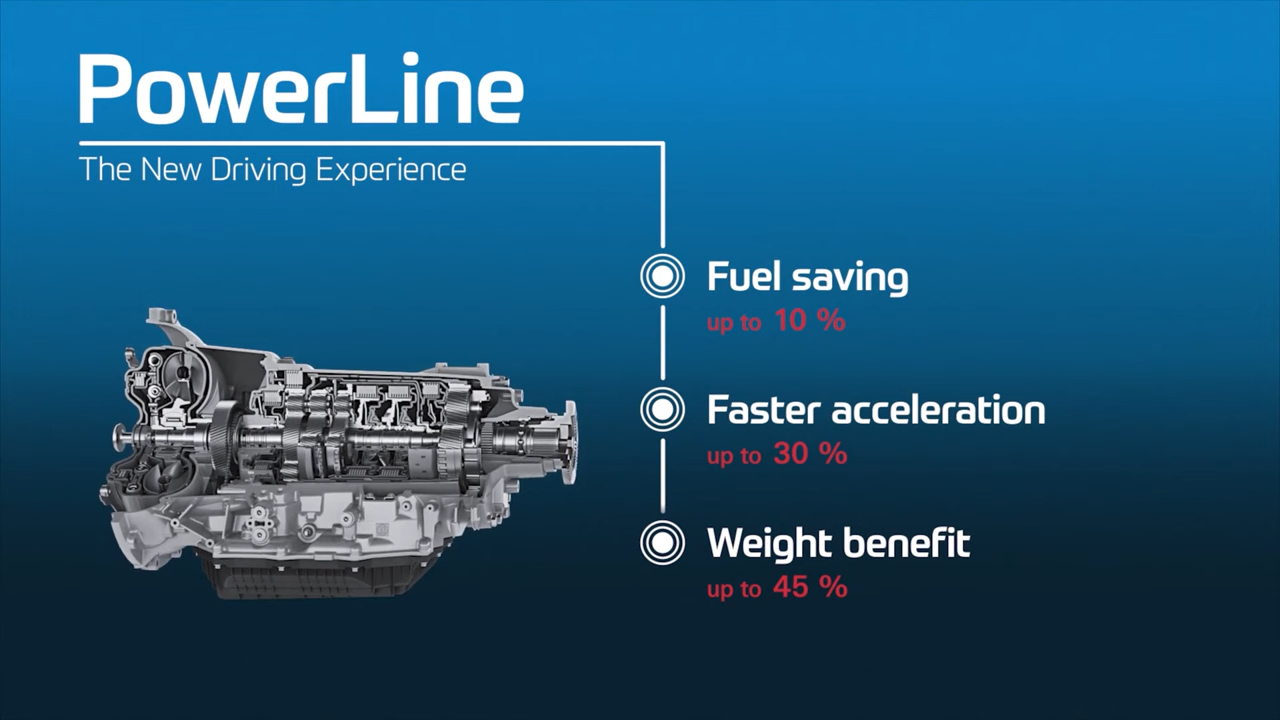 PowerLine
The New Driving Experience
Fuel saving
up to 10 %
Faster acceleration
up to 30 %
Weight benefit
up to 45 %